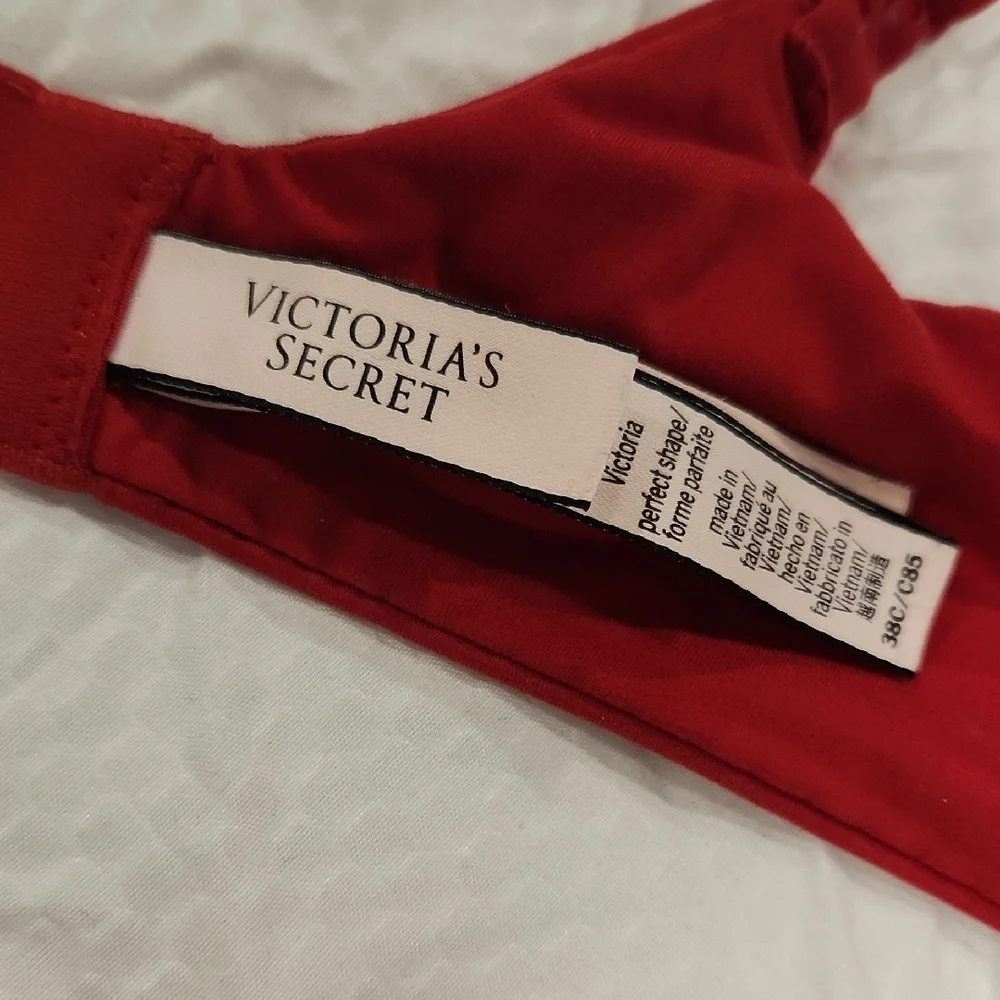 VICTORIA'S
SECRET
Victoria
perfect shape/
forme parfaite
made in
Vietnam/
fabriqué au
Vietnam/
hecho en
Vietnam/
fabbricato in
Vietnam/
越南制造
38C/C85